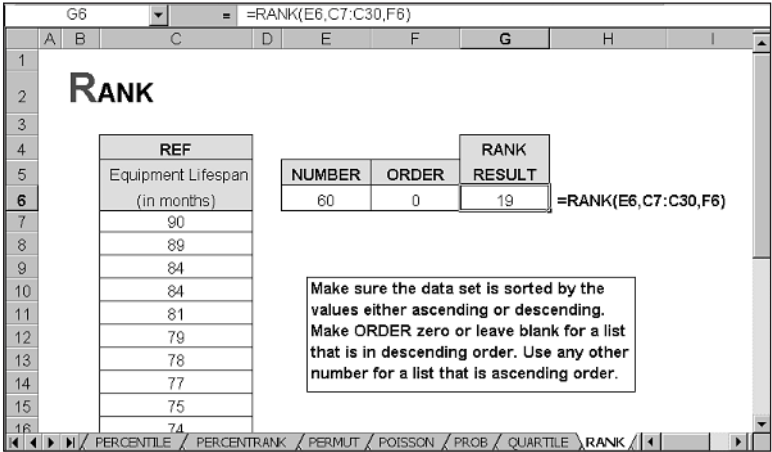 G6 = =RANK(E6,C7:C30,F6)
A B C D E F G H I
1
2 RANK
3
4 REF RANK
5 Equipment Lifespan NUMBER ORDER RESULT
6 (in months) 60 0 19 =RANK(E6,C7:C30,F6)
7 90
8 89
9 84
10 84
11 81
12 79
13 78
14 77
15 75
16 74
Make sure the data set is sorted by the
values either ascending or descending.
Make ORDER zero or leave blank for a list
that is in descending order. Use any other
number for a list that is ascending order.
PERCENTILE PERCENTRANK PERMUT POISSON PROB QUARTILE RANK